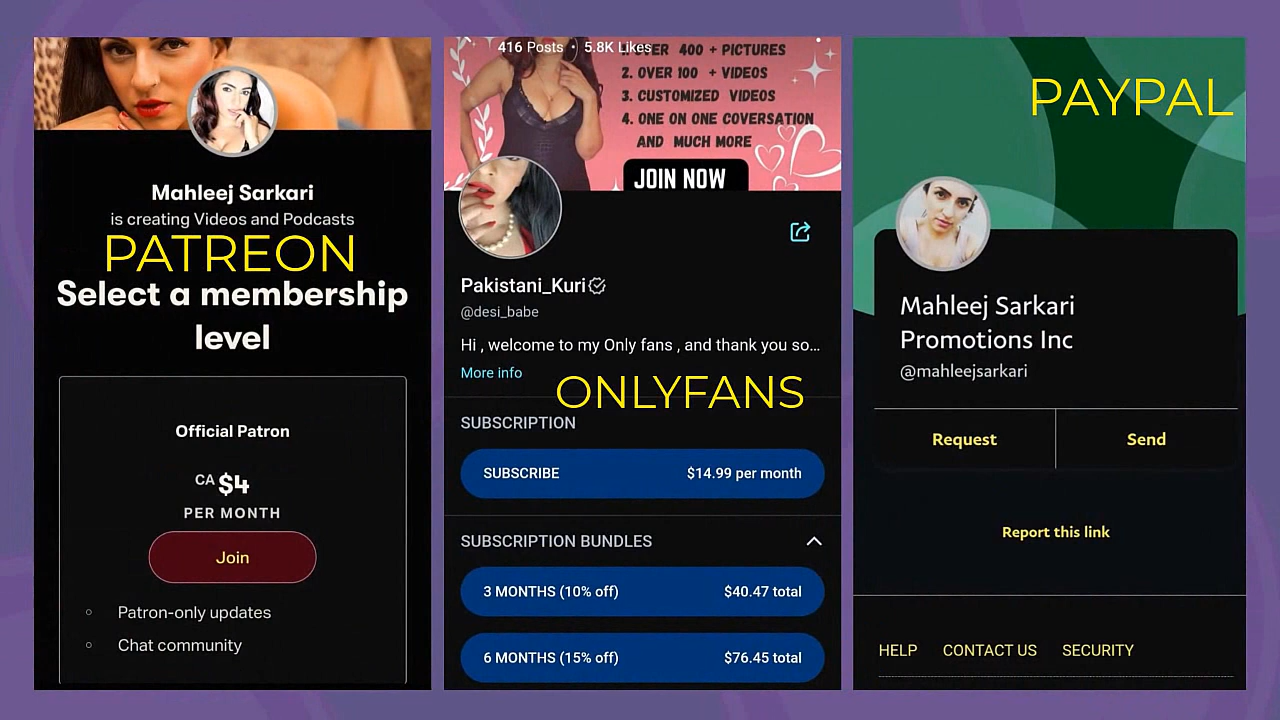 Mahleej Sarkari
is creating Videos and Podcasts
PATREON
Select a membership
level
Official Patron
CA $4
PER MONTH
Join
Patron-only updates
Chat community
416 Posts • 5.8K Likes
OVER 400 + PICTURES
2. OVER 100 + VIDEOS
3. CUSTOMIZED VIDEOS
4. ONE ON ONE COVERSATION
AND MUCH MORE
JOIN NOW
Pakistani_Kuri
@desi_babe
Hi , welcome to my Only fans , and thank you so...
More info
ONLYFANS
SUBSCRIPTION
SUBSCRIBE $14.99 per month
SUBSCRIPTION BUNDLES
3 MONTHS (10% off) $40.47 total
6 MONTHS (15% off) $76.45 total
PAYPAL
Mahleej Sarkari
Promotions Inc
@mahleejsarkari
Request Send
Report this link
HELP CONTACT US SECURITY